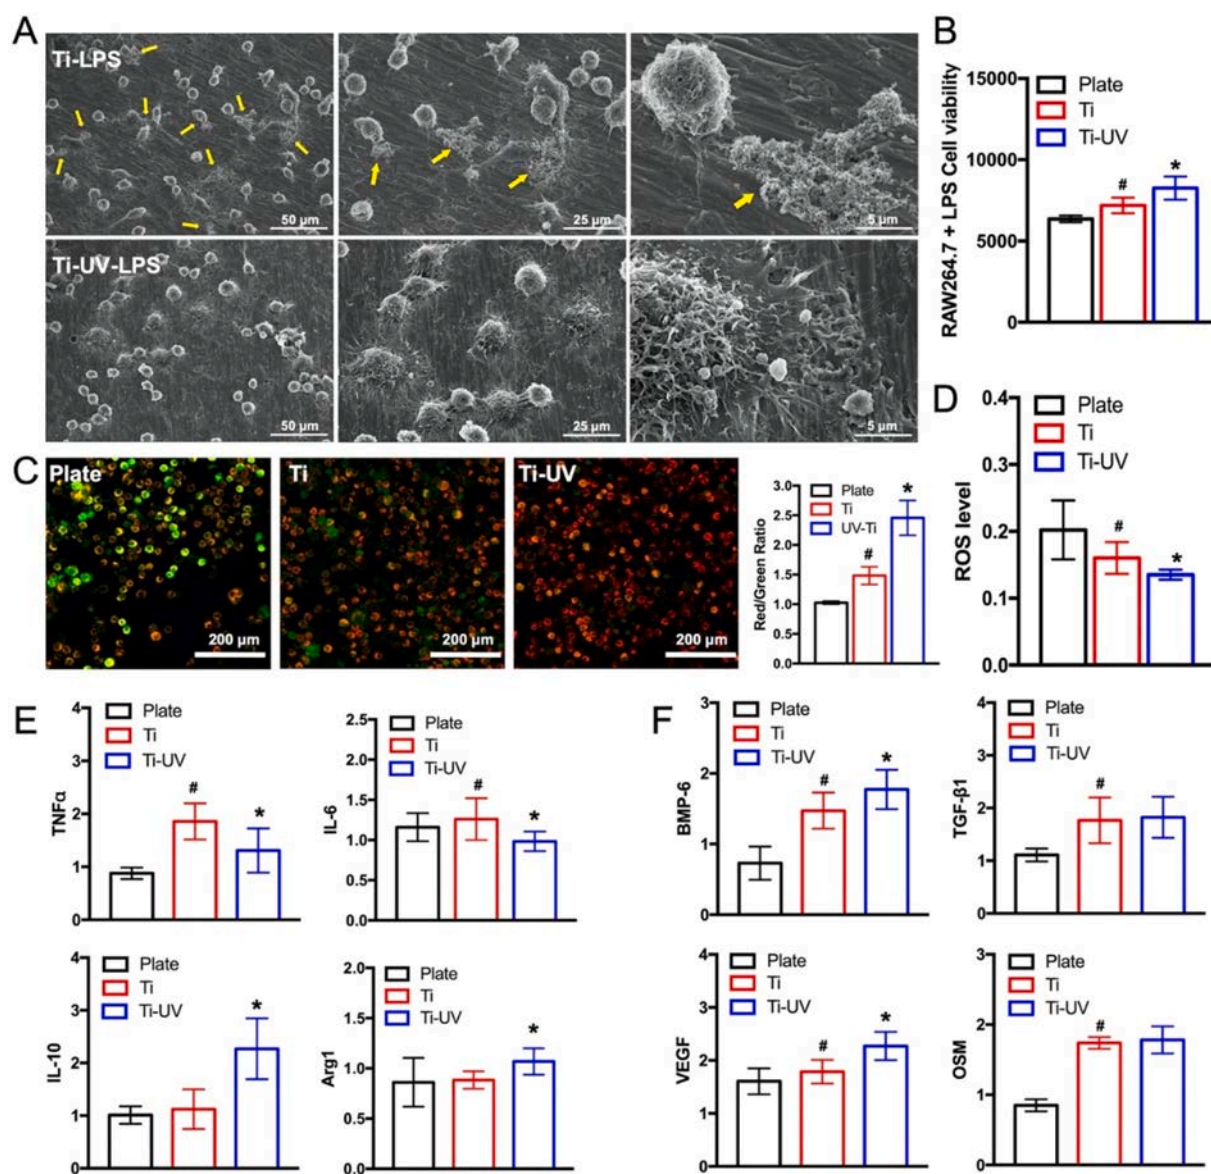 A
Ti-LPS
50 µm
25 µm
5 µm
Ti-UV-LPS
50 µm
25 µm
5 µm
B
RAW264.7 + LPS Cell viability
15000
10000
5000
0
Plate
Ti
Ti-UV
#
*
C
Plate
200 µm
Ti
200 µm
Ti-UV
200 µm
Red/Green Ratio
3.0
2.5
2.0
1.5
1.0
0.5
0.0
Plate
Ti
UV-Ti
#
*
D
ROS level
0.4
0.3
0.2
0.1
0.0
Plate
Ti
Ti-UV
#
*
E
TNFα
4
3
2
1
0
Plate
Ti
Ti-UV
#
*
IL-6
2.5
2.0
1.5
1.0
0.5
0.0
Plate
Ti
Ti-UV
#
*
IL-10
4
3
2
1
0
Plate
Ti
Ti-UV
*
Arg1
2.0
1.5
1.0
0.5
0.0
Plate
Ti
Ti-UV
*
F
BMP-6
3
2
1
0
Plate
Ti
Ti-UV
#
*
TGF-β1
4
3
2
1
0
Plate
Ti
Ti-UV
#
VEGF
4
3
2
1
0
Plate
Ti
Ti-UV
#
*
OSM
3
2
1
0
Plate
Ti
Ti-UV
#